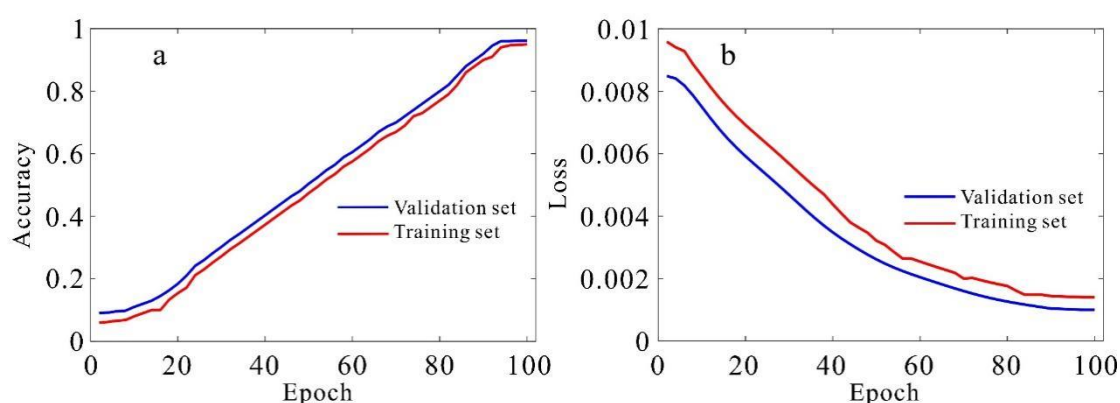 a
Accuracy
1
0.8
0.6
0.4
0.2
0
Validation set
Training set
0 20 40 60 80 100
Epoch
b
Loss
0.01
0.008
0.006
0.004
0.002
0
Validation set
Training set
0 20 40 60 80 100
Epoch